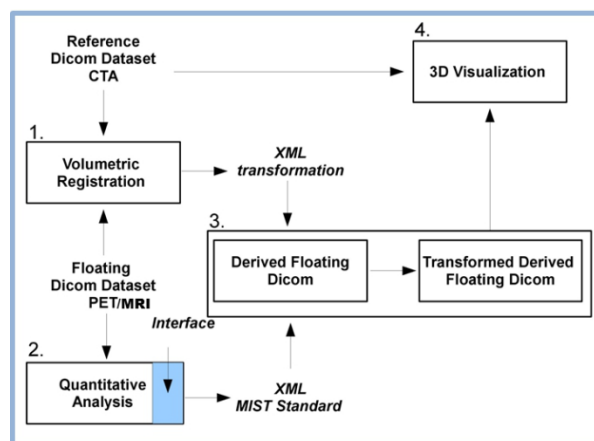 Reference
Dicom Dataset
CTA
4.
3D Visualization
1.
Volumetric
Registration
XML
transformation
3.
Derived Floating
Dicom
Transformed Derived
Floating Dicom
Floating
Dicom Dataset
PET/MRI
Interface
2.
Quantitative
Analysis
XML
MIST Standard